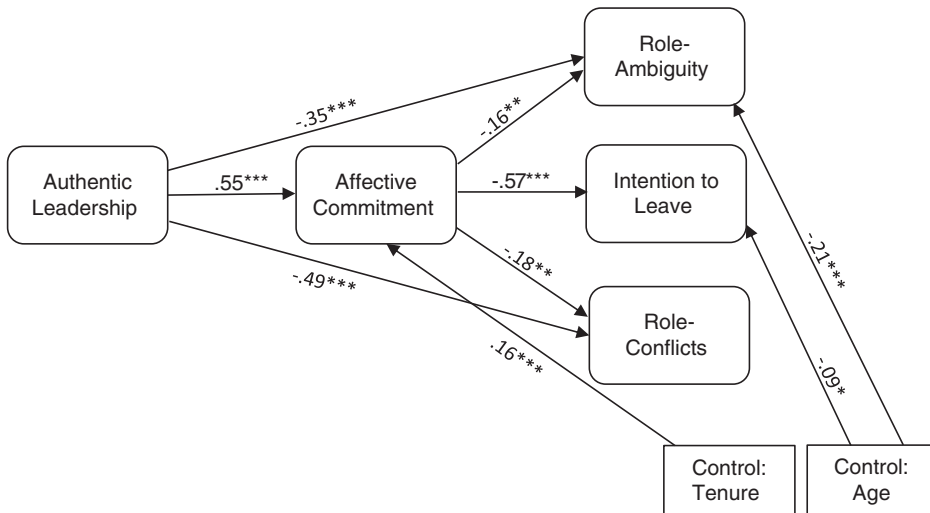 Role-
Ambiguity
-.35***
-.16**
Authentic
Leadership
.55***
Affective
Commitment
-.57***
Intention to
Leave
-.21***
-.18**
-.49***
Role-
Conflicts
.16***
-.09*
Control:
Tenure
Control:
Age